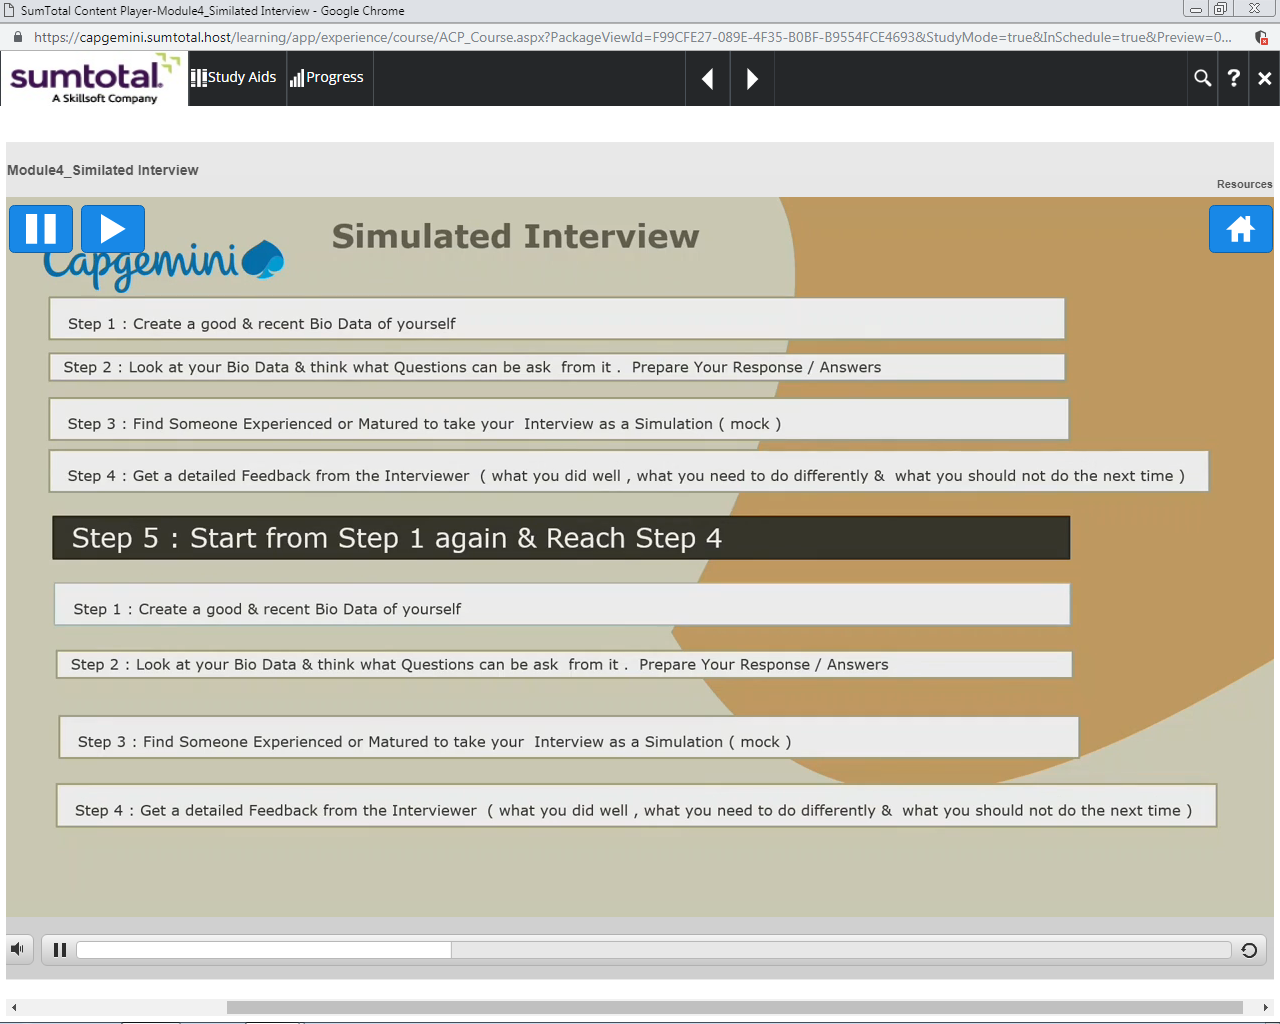 SumTotal Content Player-Module4_Similated Interview - Google Chrome
https://capgemini.sumtotal.host/learning/app/experience/course/ACP_Course.aspx?PackageViewId=F99CFE27-089E-4F35-B0BF-B9554FCE4693&StudyMode=true&InSchedule=true&Preview=0...
sumtotal.
A Skillsoft Company
Study Aids
Progress
?
Module4_Similated Interview
Resources
Simulated Interview
Capgemini
Step 1 : Create a good & recent Bio Data of yourself
Step 2 : Look at your Bio Data & think what Questions can be ask from it . Prepare Your Response / Answers
Step 3 : Find Someone Experienced or Matured to take your Interview as a Simulation ( mock )
Step 4 : Get a detailed Feedback from the Interviewer ( what you did well , what you need to do differently & what you should not do the next time )
Step 5 : Start from Step 1 again & Reach Step 4
Step 1 : Create a good & recent Bio Data of yourself
Step 2 : Look at your Bio Data & think what Questions can be ask from it . Prepare Your Response / Answers
Step 3 : Find Someone Experienced or Matured to take your Interview as a Simulation ( mock )
Step 4 : Get a detailed Feedback from the Interviewer ( what you did well , what you need to do differently & what you should not do the next time )